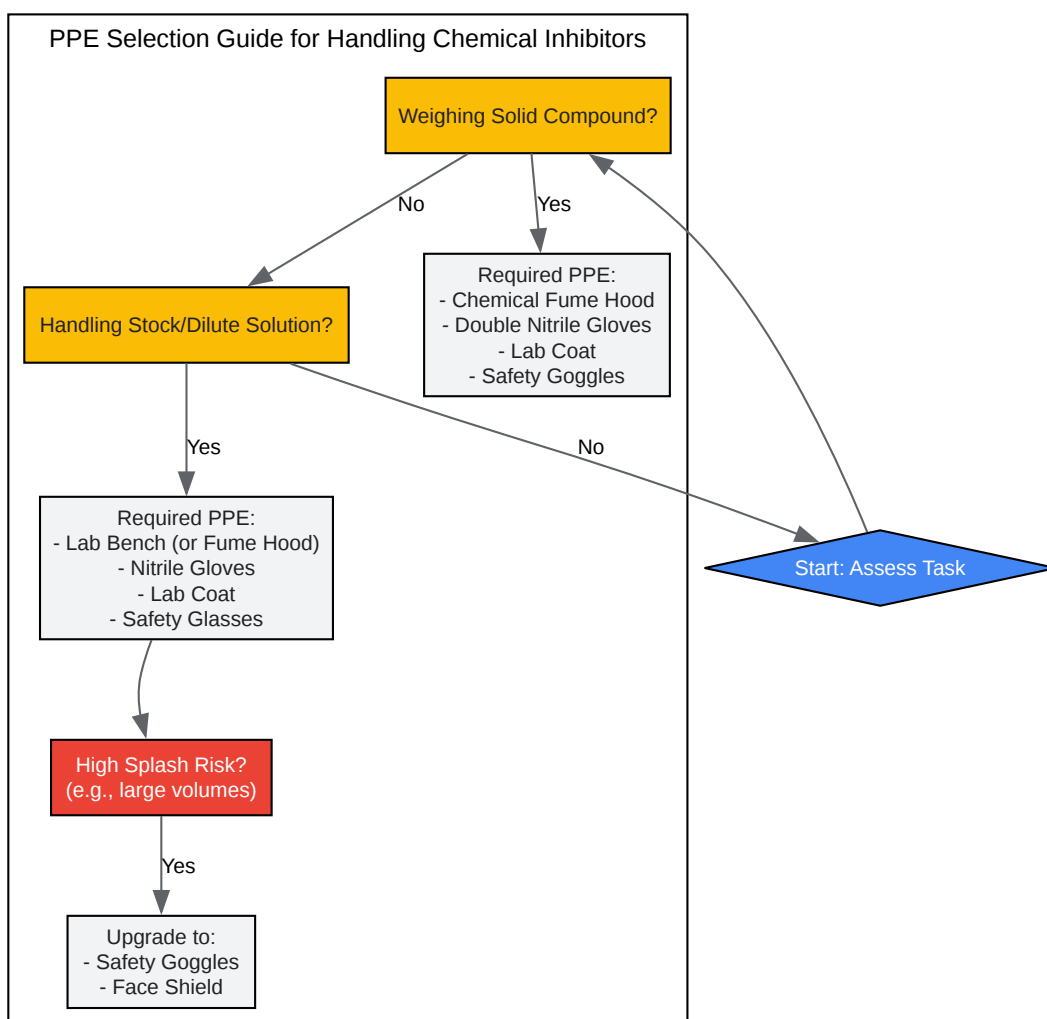 PPE Selection Guide for Handling Chemical Inhibitors
Weighing Solid Compound?
No
Yes
Required PPE:
- Chemical Fume Hood
- Double Nitrile Gloves
- Lab Coat
- Safety Goggles
Handling Stock/Dilute Solution?
Yes
No
Required PPE:
- Lab Bench (or Fume Hood)
- Nitrile Gloves
- Lab Coat
- Safety Glasses
Start: Assess Task
High Splash Risk?
(e.g., large volumes)
Yes
Upgrade to:
- Safety Goggles
- Face Shield